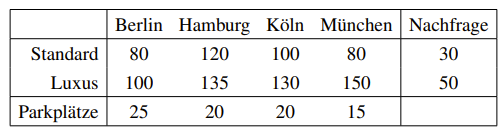 Berlin Hamburg Köln München Nachfrage
Standard 80 120 100 80 30
Luxus 100 135 130 150 50
Parkplätze 25 20 20 15